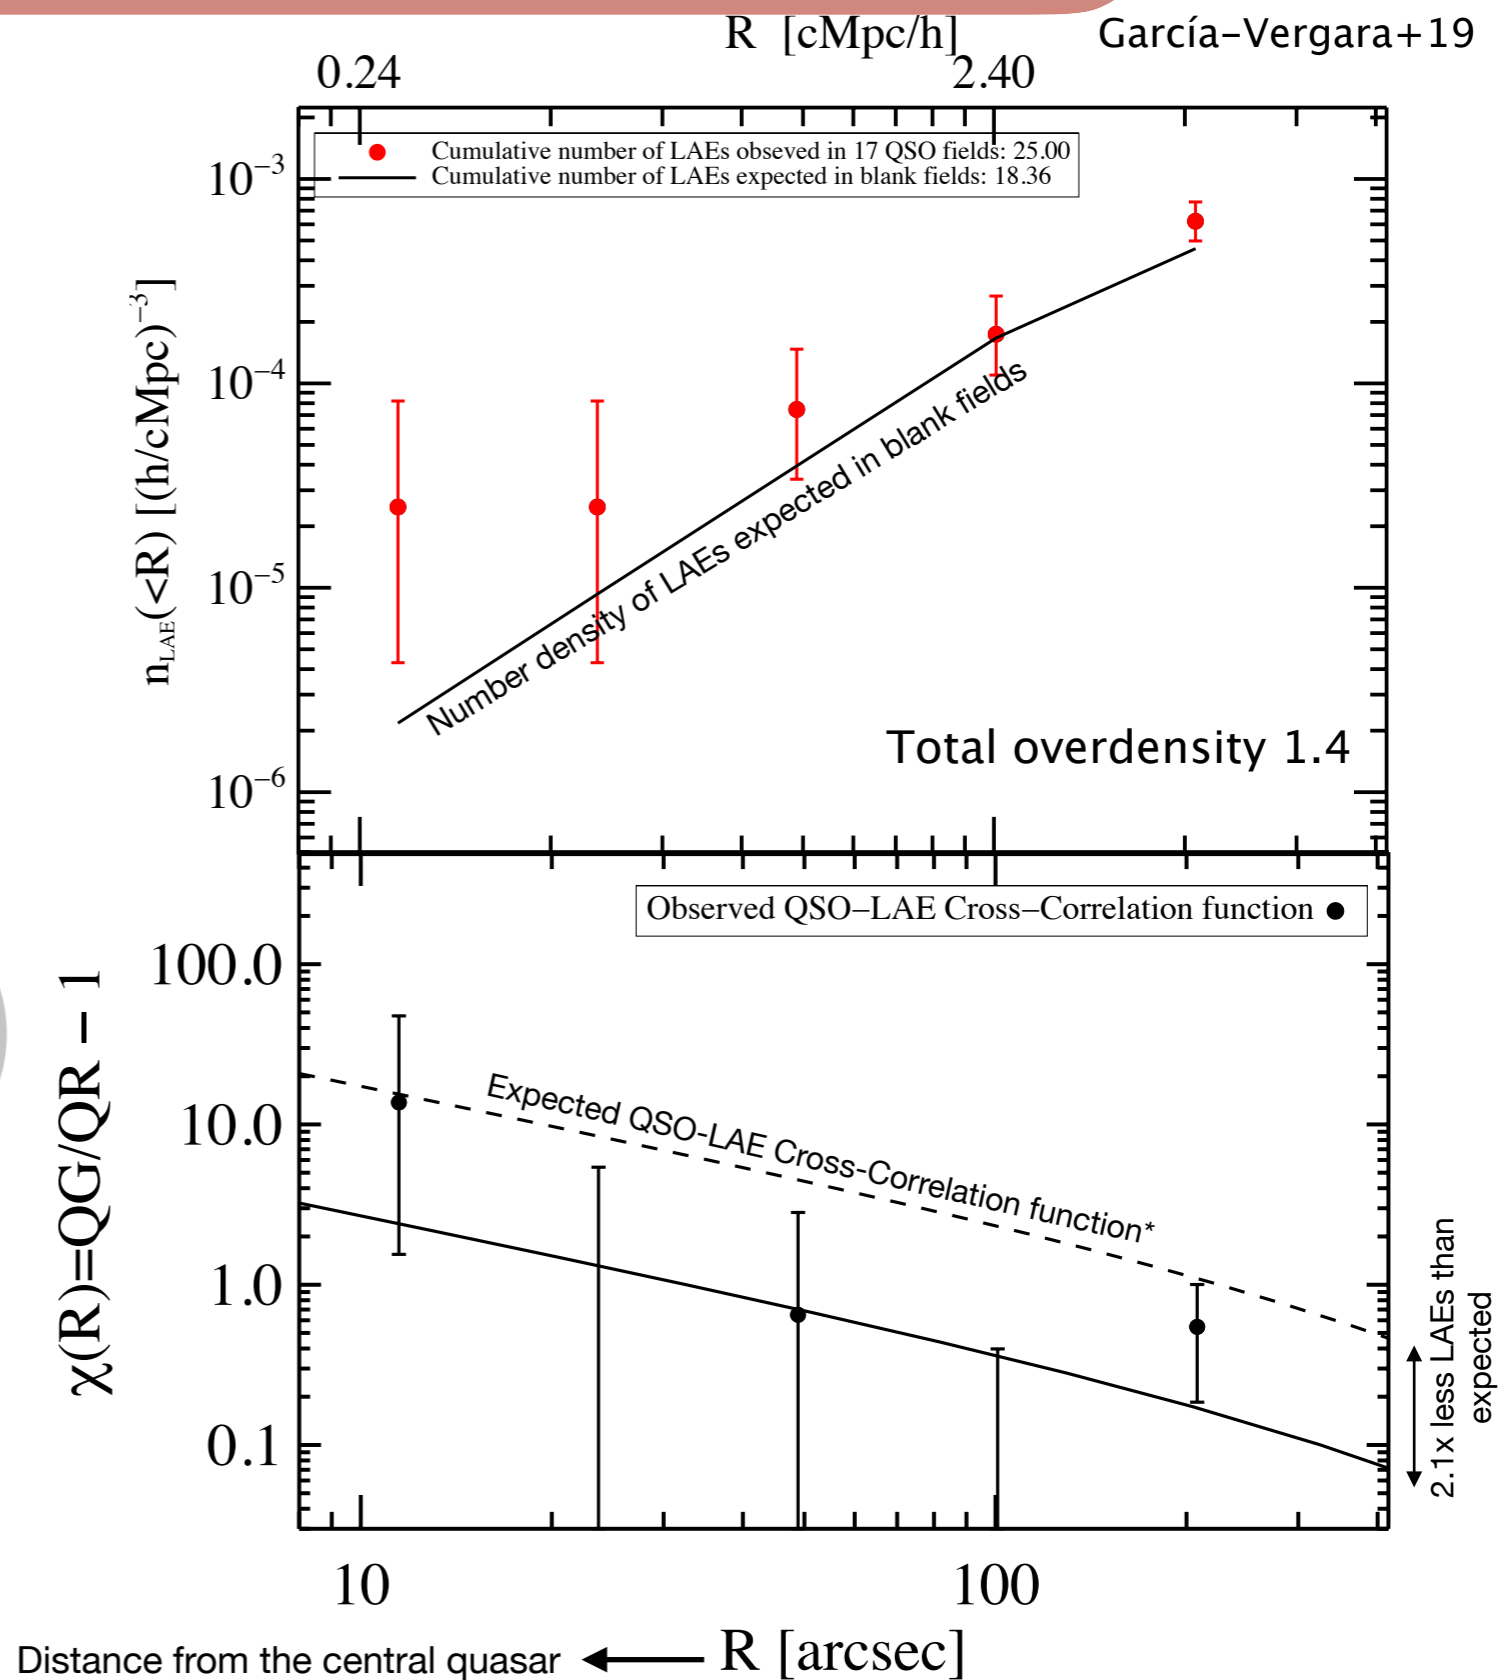 R [cMpc/h]
García–Vergara+19
0.24
2.40
Cumulative number of LAEs obseved in 17 QSO fields: 25.00
Cumulative number of LAEs expected in blank fields: 18.36
10⁻³
10⁻⁴
10⁻⁵
10⁻⁶
n_LAE(<R) [(h/cMpc)⁻³]
Number density of LAEs expected in blank fields
Total overdensity 1.4
Observed QSO–LAE Cross–Correlation function
100.0
10.0
1.0
0.1
χ(R)=QG/QR – 1
Expected QSO-LAE Cross-Correlation function*
2.1x less LAEs than
expected
10
100
Distance from the central quasar
R [arcsec]